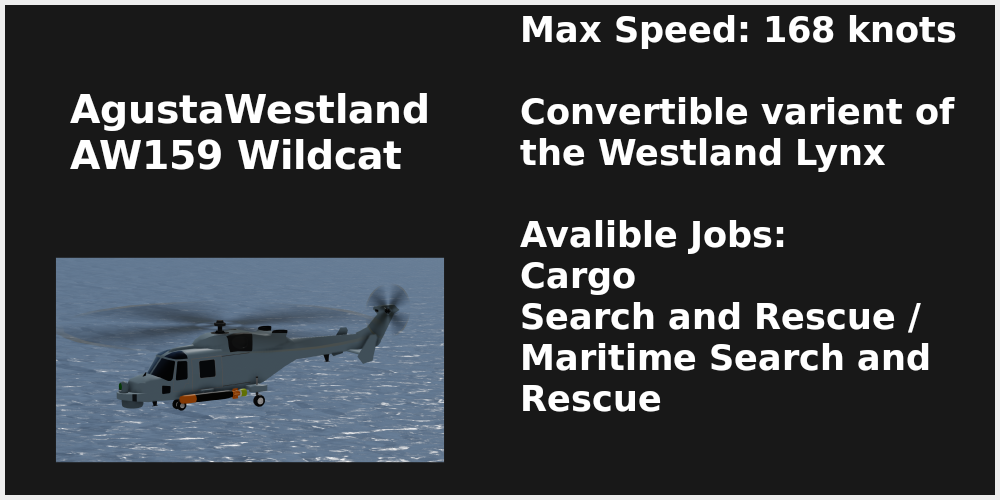 AgustaWestland
AW159 Wildcat
Max Speed: 168 knots
Convertible varient of
the Westland Lynx
Avalible Jobs:
Cargo
Search and Rescue /
Maritime Search and
Rescue